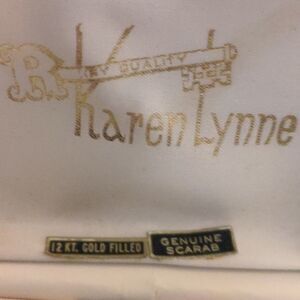 R KEY QUALITY
Karen Lynne
12 KT. GOLD FILLED
GENUINE
SCARAB